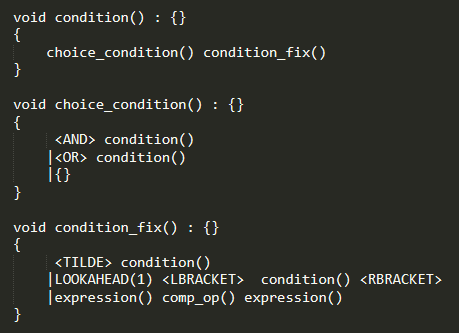 void condition() : {}
{
    choice_condition() condition_fix()
}

void choice_condition() : {}
{
     <AND> condition()
    |<OR> condition()
    |{}
}

void condition_fix() : {}
{
     <TILDE> condition()
    |LOOKAHEAD(1) <LBRACKET>  condition() <RBRACKET>
    |expression() comp_op() expression()
}